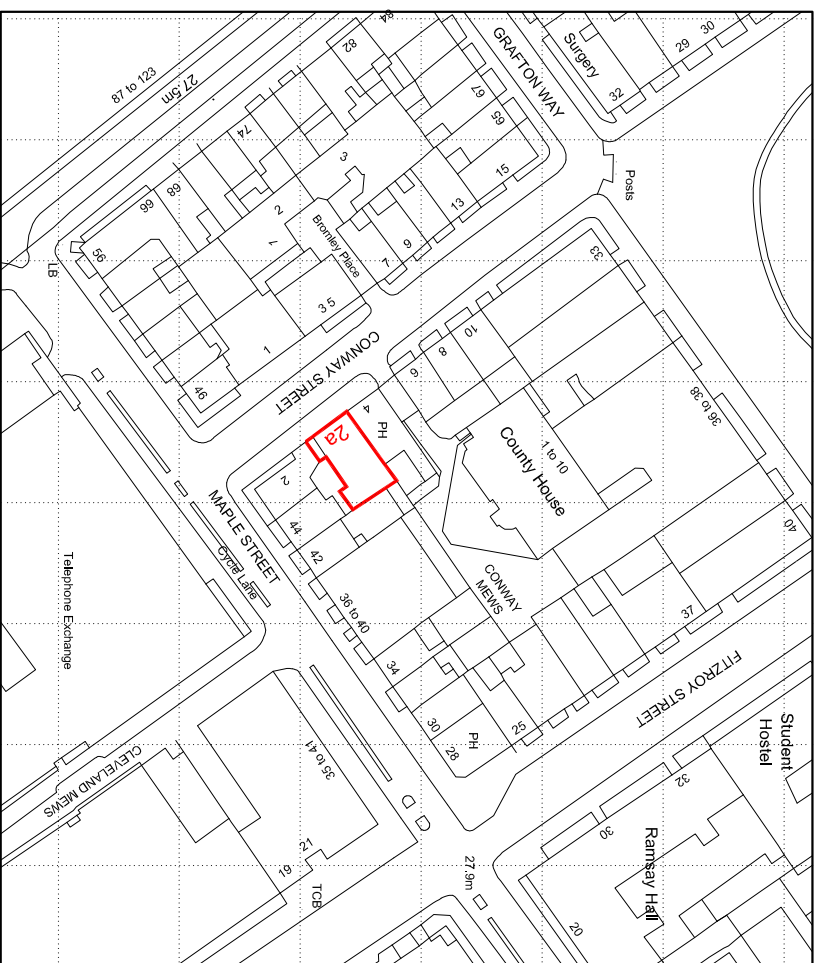 84
82
87 to 123
27.5m
74
68
66
56
LB
46
3
2
7
1
Bromley Place
3 5
7
9
13
15
65
67
GRAFTON WAY
Surgery
32
29
30
Posts
33
CONWAY STREET
6
8
10
36 to 38
40
County House
1 to 10
4
PH
2a
2
44
42
36 to 40
34
30
28
PH
25
37
CONWAY
MEWS
MAPLE STREET
Cycle Lane
Telephone Exchange
FITZROY STREET
Student
Hostel
32
30
Ramsay Hall
20
27.9m
35 to 41
21
19
TCB
CLEVELAND MEWS